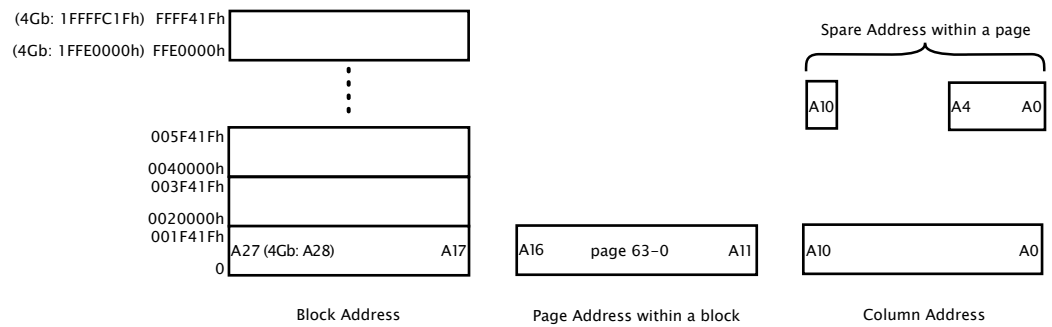 (4Gb: 1FFFFC1Fh) FFFF41Fh
(4Gb: 1FFE0000h) FFE0000h
Spare Address within a page
A10 A4 A0
005F41Fh
0040000h
003F41Fh
0020000h
001F41Fh
A27 (4Gb: A28) A17 A16 page 63-0 A11 A10 A0
0
Block Address Page Address within a block Column Address